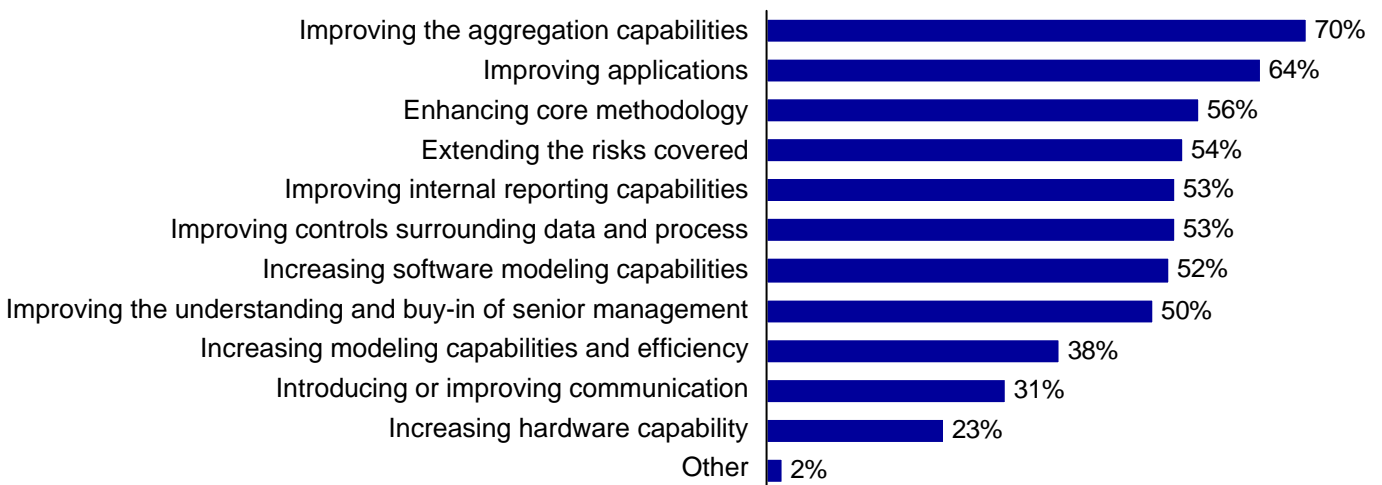 Improving the aggregation capabilities 70%
Improving applications 64%
Enhancing core methodology 56%
Extending the risks covered 54%
Improving internal reporting capabilities 53%
Improving controls surrounding data and process 53%
Increasing software modeling capabilities 52%
Improving the understanding and buy-in of senior management 50%
Increasing modeling capabilities and efficiency 38%
Introducing or improving communication 31%
Increasing hardware capability 23%
Other 2%